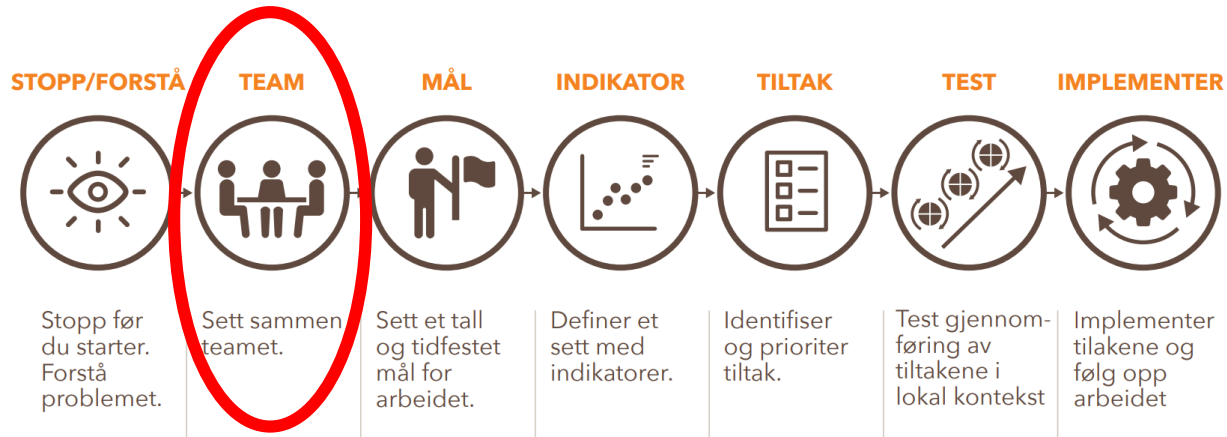 STOPP/FORSTÅ
TEAM
MÅL
INDIKATOR
TILTAK
TEST
IMPLEMENTER
Stopp før
du starter.
Forstå
problemet.
Sett sammen
teamet.
Sett et tall
og tidfestet
mål for
arbeidet.
Definer et
sett med
indikatorer.
Identifiser
og prioriter
tiltak.
Test gjennom-
føring av
tiltakene i
lokal kontekst
Implementer
tilakene og
følg opp
arbeidet